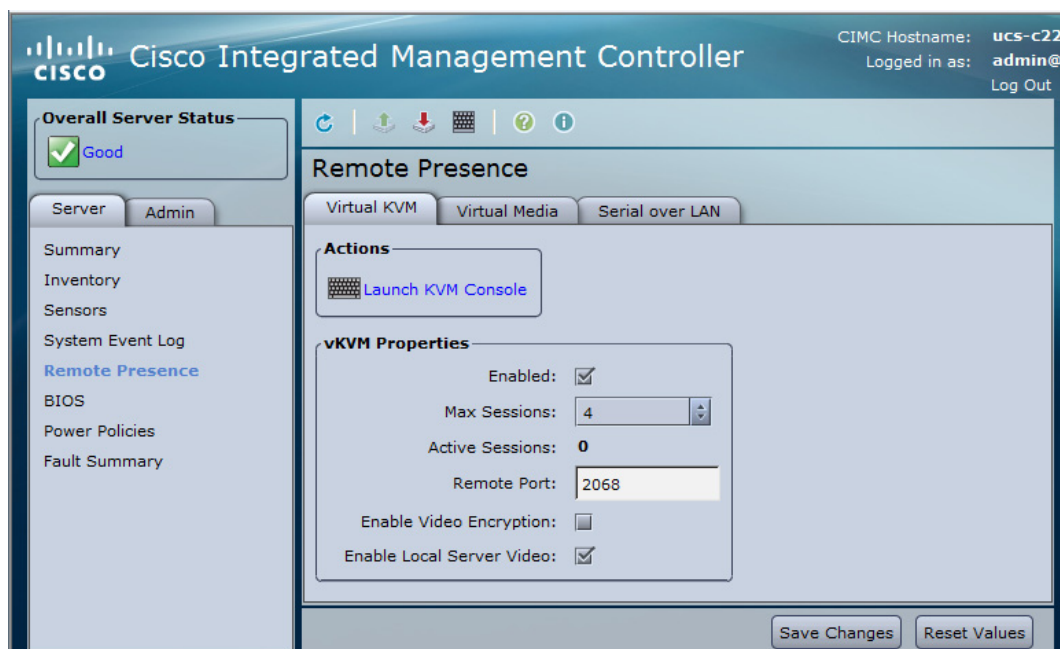 CISCO Cisco Integrated Management Controller
CIMC Hostname: ucs-c22
Logged in as: admin@
Log Out
Overall Server Status
Good
Server Admin
Summary
Inventory
Sensors
System Event Log
Remote Presence
BIOS
Power Policies
Fault Summary
Remote Presence
Virtual KVM Virtual Media Serial over LAN
Actions
Launch KVM Console
vKVM Properties
Enabled:
Max Sessions: 4
Active Sessions: 0
Remote Port: 2068
Enable Video Encryption:
Enable Local Server Video:
Save Changes Reset Values